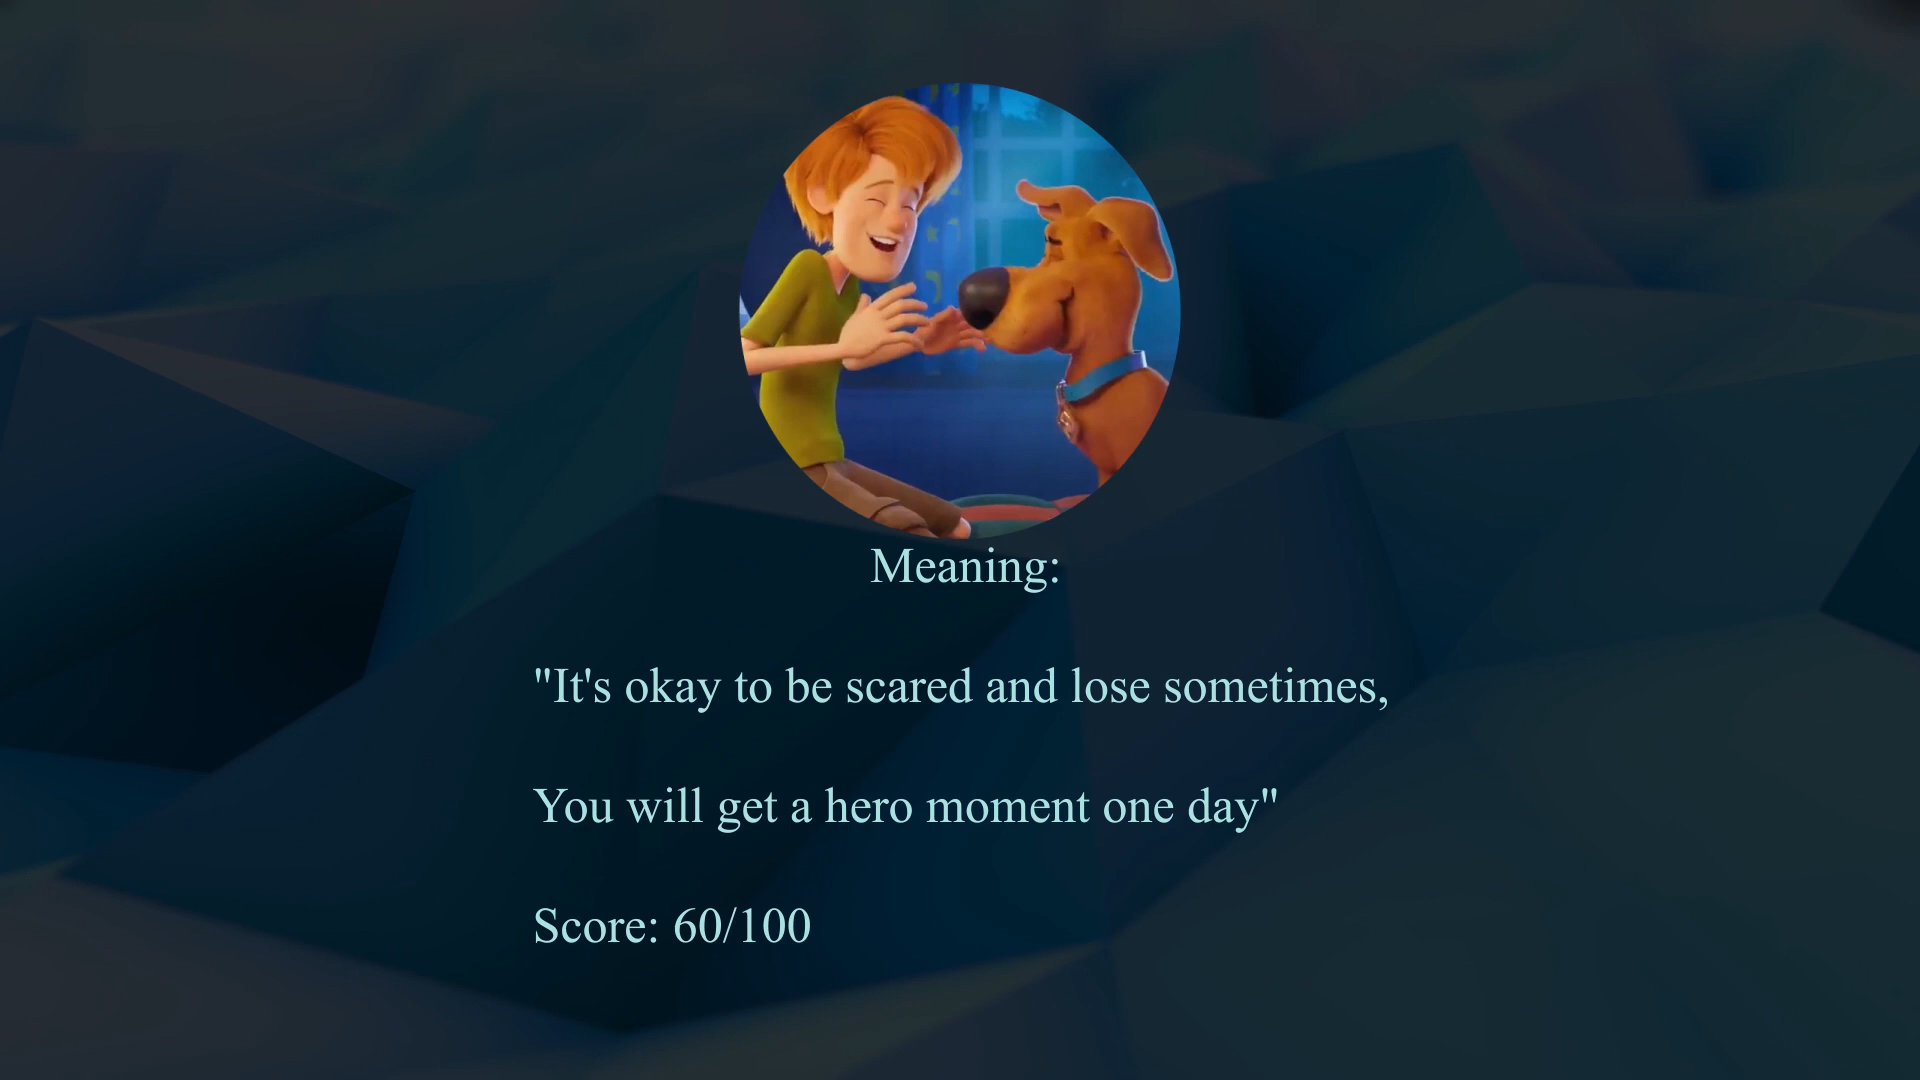 Meaning:
"It's okay to be scared and lose sometimes,
You will get a hero moment one day"
Score: 60/100